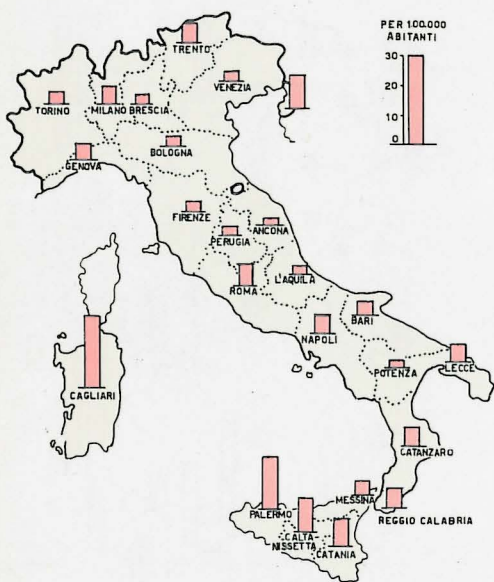 PER 100.000
ABITANTI
30
20
10
0
TRENTO
VENEZIA
TORINO
MILANO
BRESCIA
BOLOGNA
GENOVA
FIRENZE
ANCONA
PERUGIA
L'AQUILA
ROMA
BARI
NAPOLI
LECCE
POTENZA
CAGLIARI
CATANZARO
MESSINA
PALERMO
REGGIO CALABRIA
CALTA-
NISSETTA
CATANIA